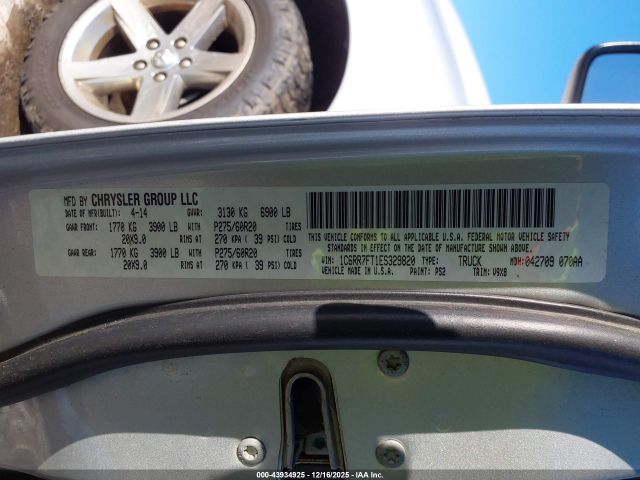 MFD BY CHRYSLER GROUP LLC
DATE OF MFR(BUILT): 4-14 GVWR: 3130 KG 6900 LB
GAWR FRONT: 1770 KG 3900 LB P275/60R20 TIRES
20X9.0 RIMS AT 270 KPA ( 39 PSI) COLD
GAWR REAR: 1770 KG 3900 LB P275/60R20 TIRES
20X9.0 RIMS AT 270 KPA ( 39 PSI) COLD
THIS VEHICLE CONFORMS TO ALL APPLICABLE U.S.A. FEDERAL MOTOR VEHICLE SAFETY
STANDARDS IN EFFECT ON THE DATE OF MANUFACTURE SHOWN ABOVE.
VIN: 1C6RR7FT1ES329820 TYPE: TRUCK MDH: 042709 070AA
VEHICLE MADE IN U.S.A. PAINT: PS2 TRIM: V9X8
000-43934925 - 12/16/2025 - IAAI.com